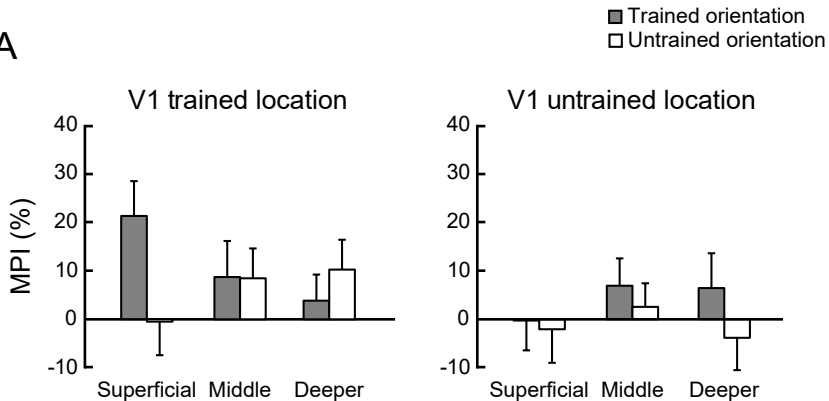 A
Trained orientation
Untrained orientation
V1 trained location
V1 untrained location
MPI (%)
40
30
20
10
0
-10
Superficial Middle Deeper
40
30
20
10
0
-10
Superficial Middle Deeper